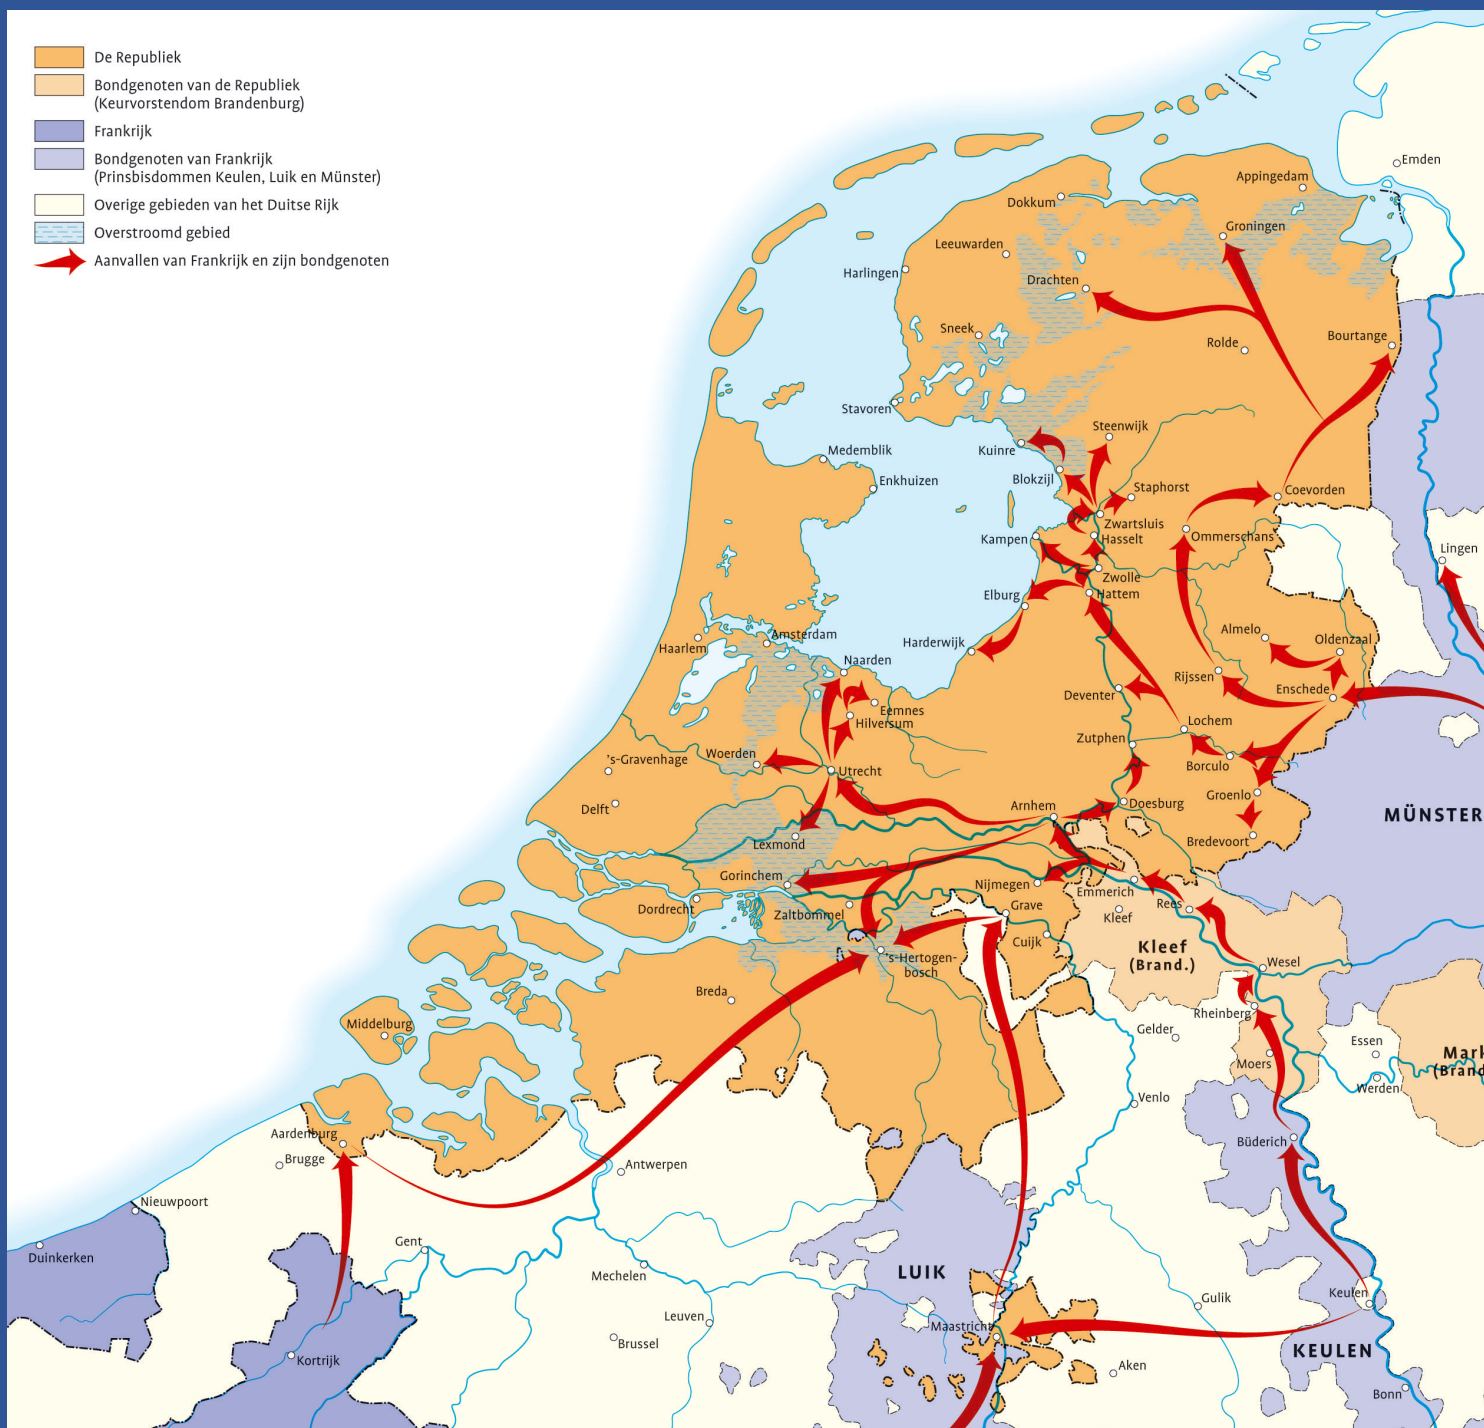 De Republiek
Bondgenoten van de Republiek
(Keurvorstendom Brandenburg)
Frankrijk
Bondgenoten van Frankrijk
(Prinsbisdommen Keulen, Luik en Münster)
Overige gebieden van het Duitse Rijk
Overstroomd gebied
Aanvallen van Frankrijk en zijn bondgenoten
Emden
Appingedam
Dokkum
Groningen
Leeuwarden
Harlingen
Drachten
Sneek
Rolde
Bourtange
Stavoren
Steenwijk
Medemblik
Kuinre
Enkhuizen
Blokzijl
Staphorst
Coevorden
Zwartsluis
Kampen
Hasselt
Ommerschans
Lingen
Zwolle
Elburg
Hattem
Almelo
Amsterdam
Oldenzaal
Haarlem
Harderwijk
Naarden
Rijssen
Deventer
Enschede
Eemnes
Hilversum
Lochem
Zutphen
Woerden
's-Gravenhage
Utrecht
Borculo
Groenlo
Delft
Arnhem
Doesburg
MÜNSTER
Lexmond
Bredevoort
Gorinchem
Nijmegen
Emmerich
Dordrecht
Zaltbommel
Grave
Kleef
Rees
Cuijk
Kleef
(Brand.)
's-Hertogen-
bosch
Wesel
Breda
Rheinberg
Middelburg
Gelder
Essen
Moers
Mark
(Brand
Werden
Venlo
Aardenburg
Büderich
Brugge
Antwerpen
Nieuwpoort
Gent
Duinkerken
Mechelen
LUIK
Keulen
Gulik
Leuven
Maastricht
Brussel
KEULEN
Kortrijk
Aken
Bonn